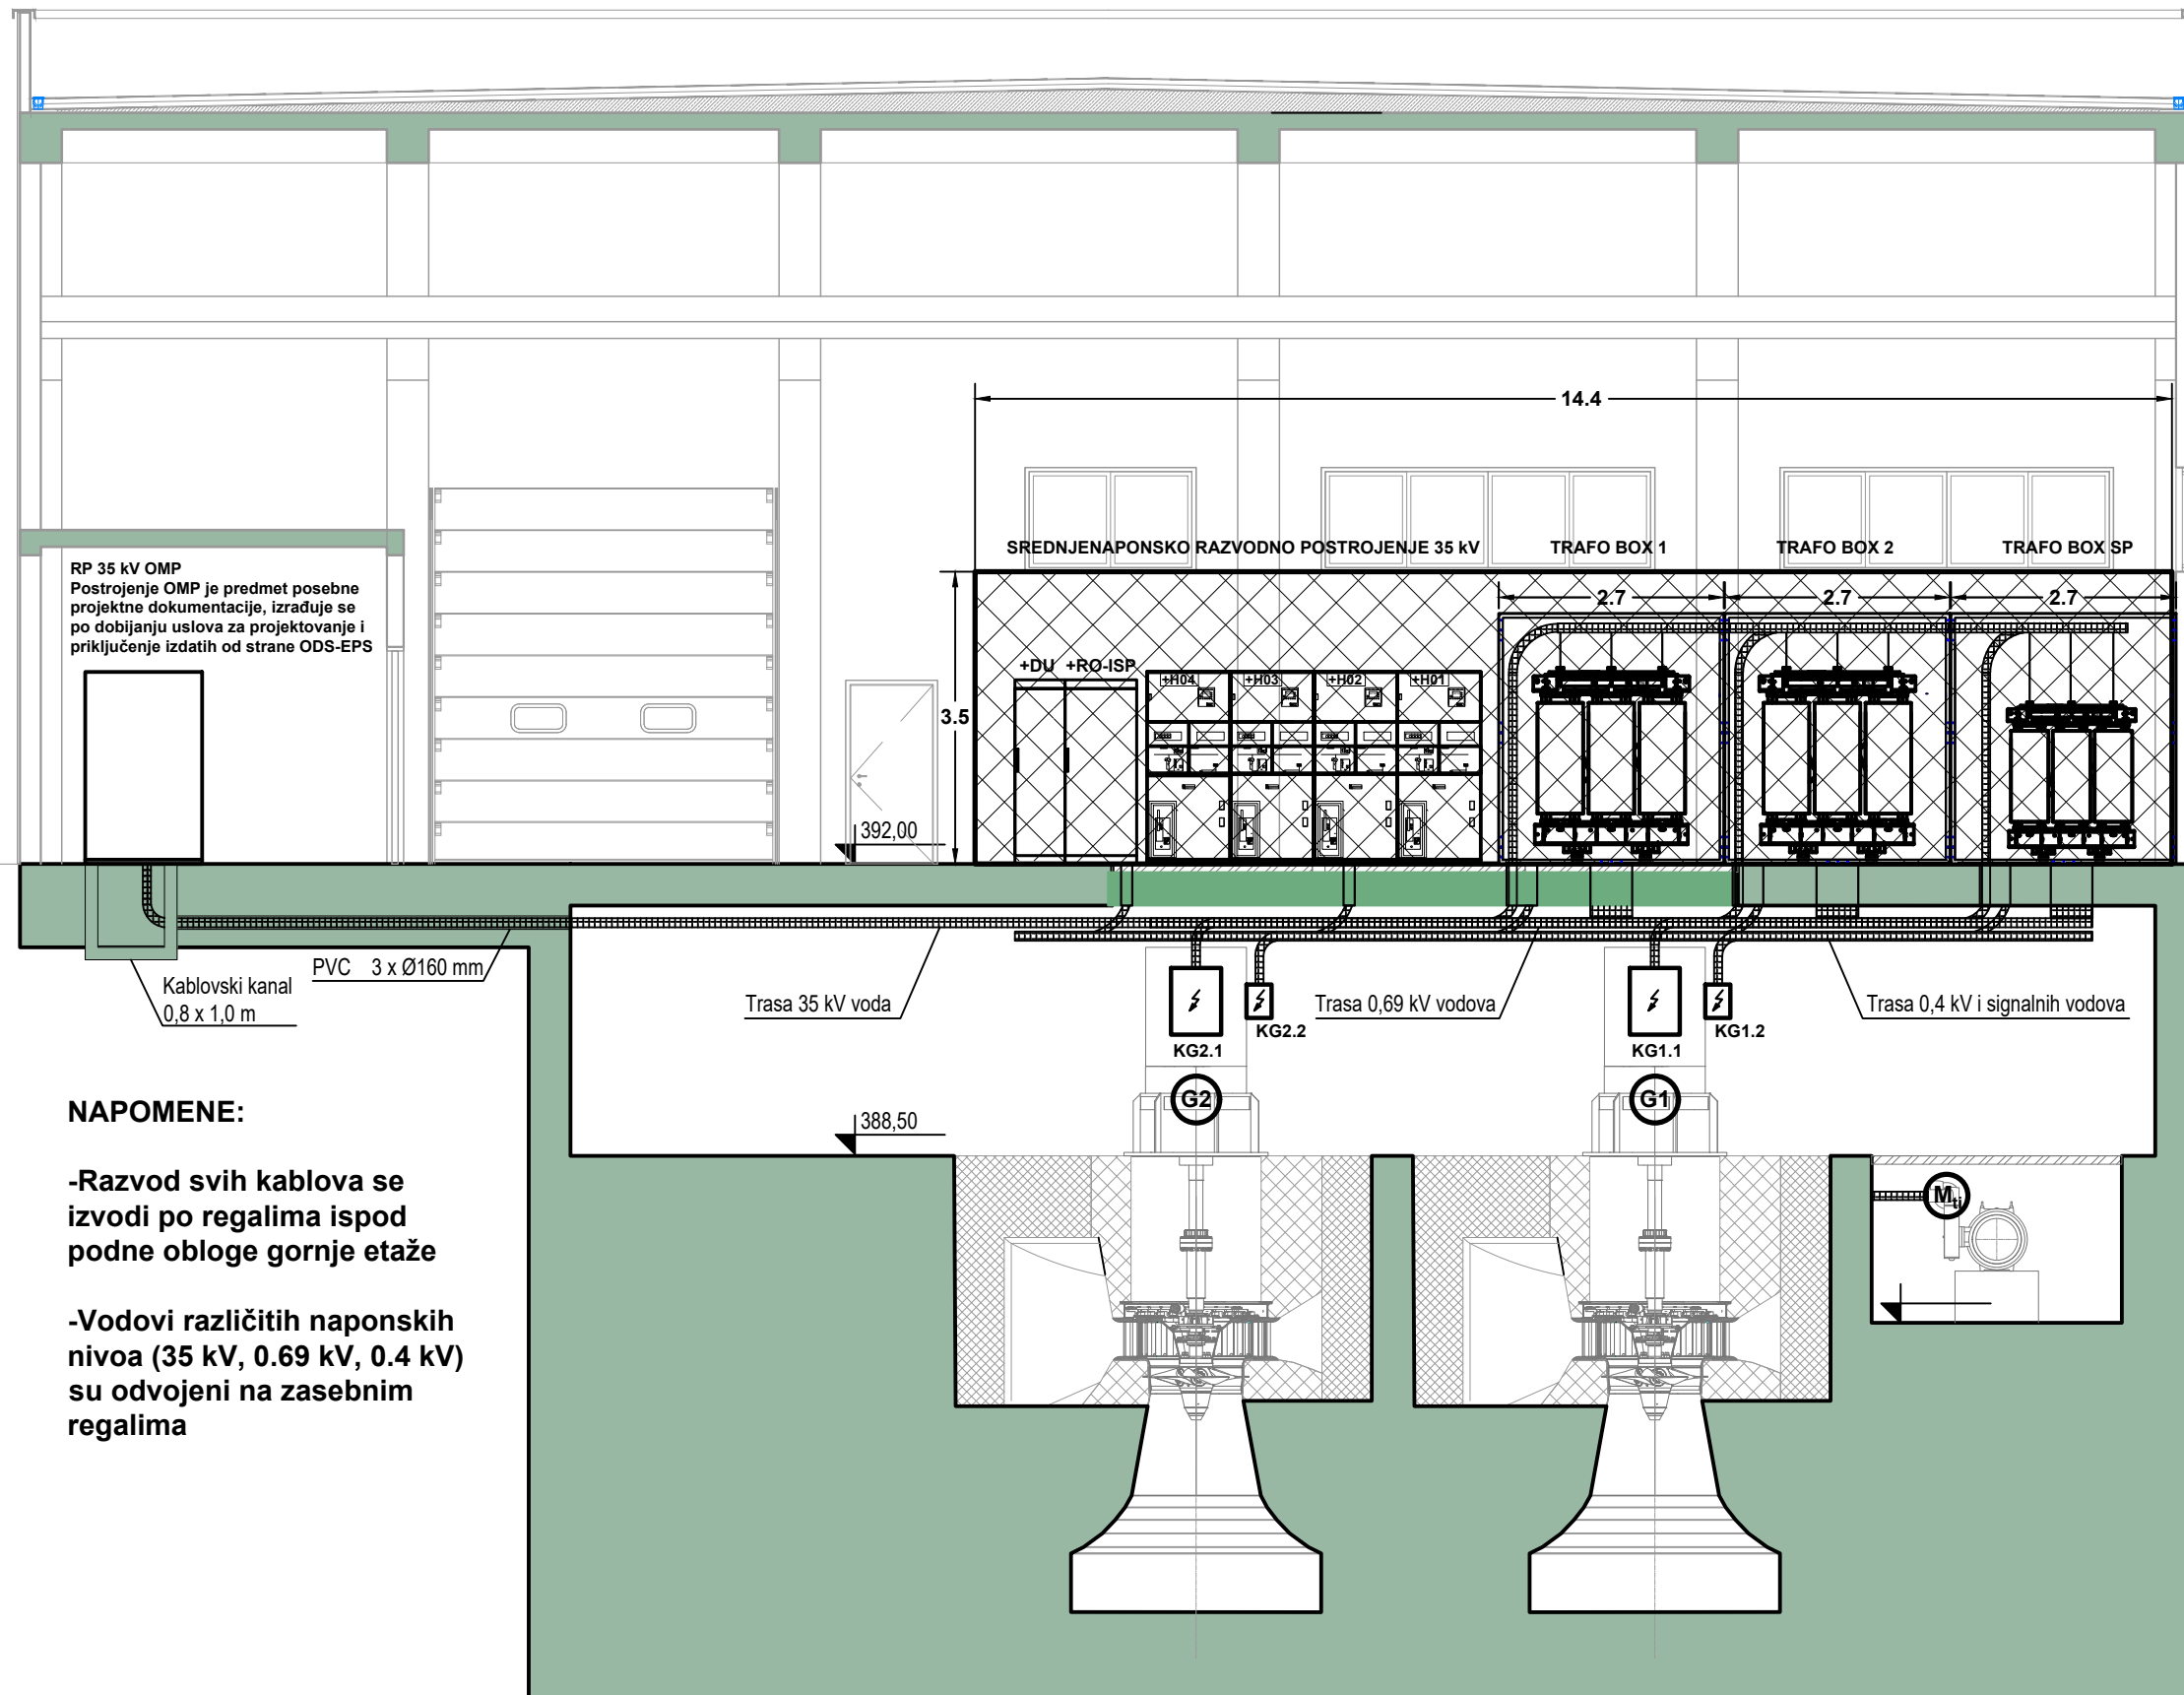 14.4
SREDNJENAPONSKO RAZVODNO POSTROJENJE 35 kV
TRAFO BOX 1
TRAFO BOX 2
TRAFO BOX SP
RP 35 kV OMP
Postrojenje OMP je predmet posebne
projektne dokumentacije, izrađuje se
po dobijanju uslova za projektovanje i
priključenje izdatih od strane ODS-EPS
2.7
2.7
2.7
+DU +RO-ISP
+H04
+H03
+H02
+H01
3.5
392,00
PVC 3 x Ø160 mm
Kablovski kanal
0,8 x 1,0 m
Trasa 35 kV voda
Trasa 0,69 kV vodova
Trasa 0,4 kV i signalnih vodova
KG2.2
KG1.2
KG2.1
KG1.1
G2
G1
388,50
Mti
NAPOMENE:
-Razvod svih kablova se
izvodi po regalima ispod
podne obloge gornje etaže
-Vodovi različitih naponskih
nivoa (35 kV, 0.69 kV, 0.4 kV)
su odvojeni na zasebnim
regalima